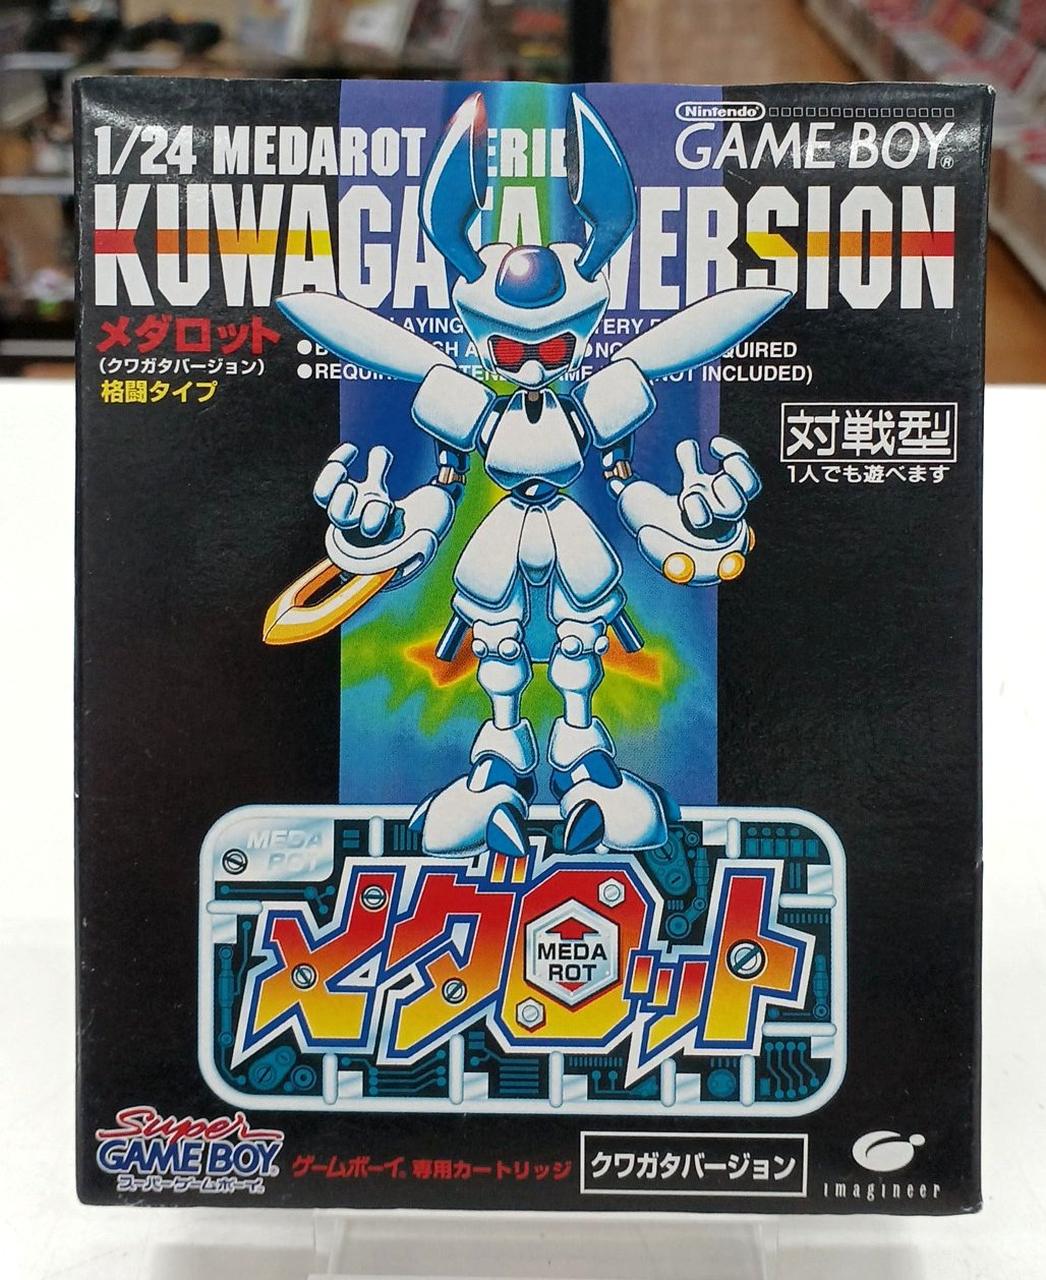 Nintendo
GAME BOY
1/24 MEDAROT
KUWAGATA VERSION
メダロット
(クワガタバージョン)
格闘タイプ
QUIRED
(NOT INCLUDED)
対戦型
1人でも遊べます
MEDA
ROT
メダロット
MEDA
ROT
Super
GAME BOY
スーパーゲームボーイ
ゲームボーイ 専用カートリッジ
クワガタバージョン
imagineer